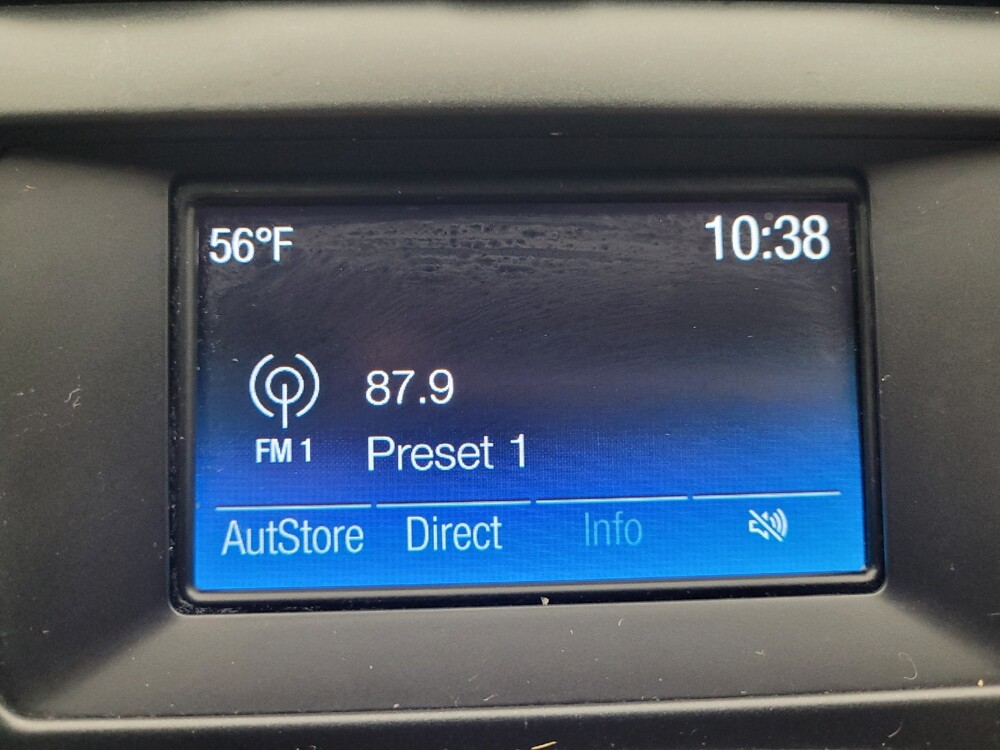 56°F 10:38
87.9
FM 1 Preset 1
AutStore Direct Info